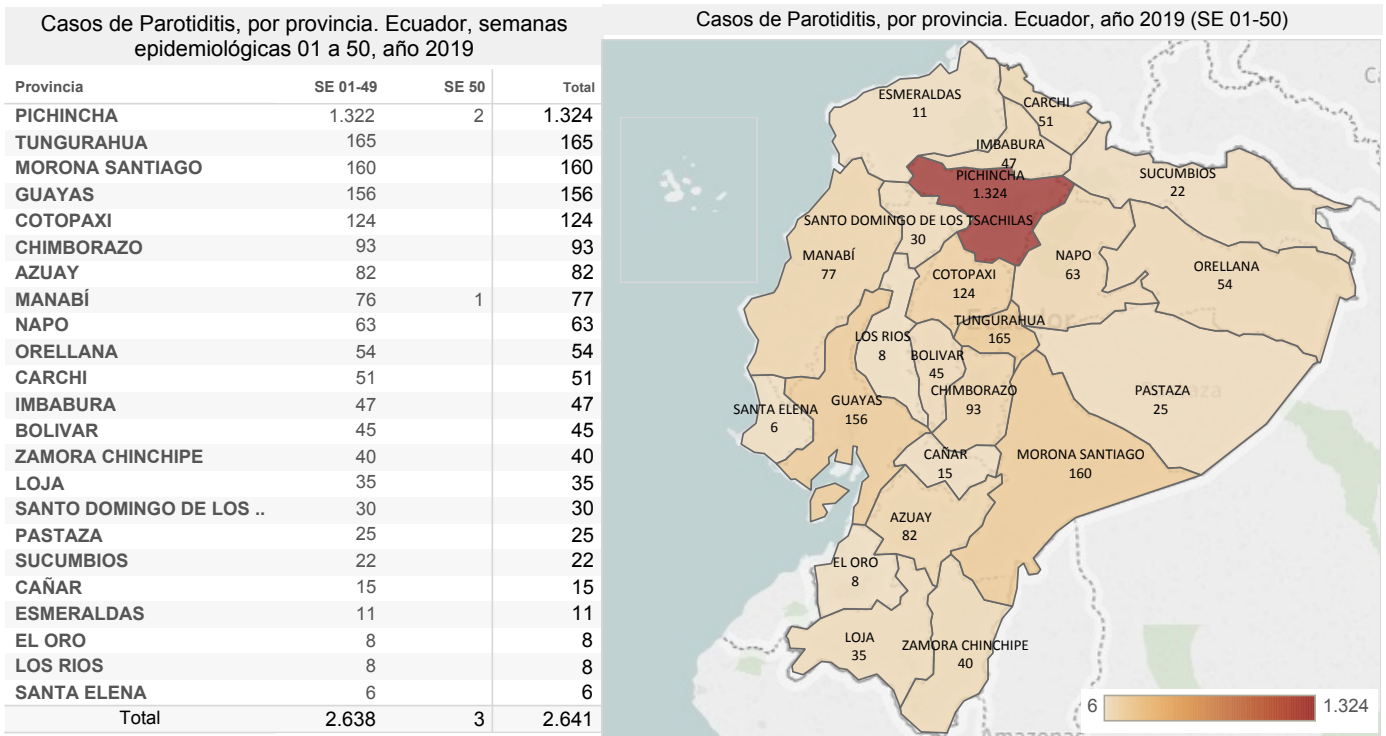 Casos de Parotiditis, por provincia. Ecuador, semanas
epidemiológicas 01 a 50, año 2019
Provincia SE 01-49 SE 50 Total
PICHINCHA 1.322 2 1.324
TUNGURAHUA 165 165
MORONA SANTIAGO 160 160
GUAYAS 156 156
COTOPAXI 124 124
CHIMBORAZO 93 93
AZUAY 82 82
MANABÍ 76 1 77
NAPO 63 63
ORELLANA 54 54
CARCHI 51 51
IMBABURA 47 47
BOLIVAR 45 45
ZAMORA CHINCHIPE 40 40
LOJA 35 35
SANTO DOMINGO DE LOS .. 30 30
PASTAZA 25 25
SUCUMBIOS 22 22
CAÑAR 15 15
ESMERALDAS 11 11
EL ORO 8 8
LOS RIOS 8 8
SANTA ELENA 6 6
Total 2.638 3 2.641
Casos de Parotiditis, por provincia. Ecuador, año 2019 (SE 01-50)
ESMERALDAS
11
CARCHI
51
IMBABURA
47
PICHINCHA
1.324
SUCUMBIOS
22
SANTO DOMINGO DE LOS TSACHILAS
30
MANABÍ
77
COTOPAXI
124
NAPO
63
ORELLANA
54
TUNGURAHUA
165
Ecuador
LOS RIOS
8
BOLIVAR
45
CHIMBORAZO
93
PASTAZA
25
SANTA ELENA
6
GUAYAS
156
CAÑAR
15
MORONA SANTIAGO
160
AZUAY
82
EL ORO
8
LOJA
35
ZAMORA CHINCHIPE
40
6 1.324
Amazonas